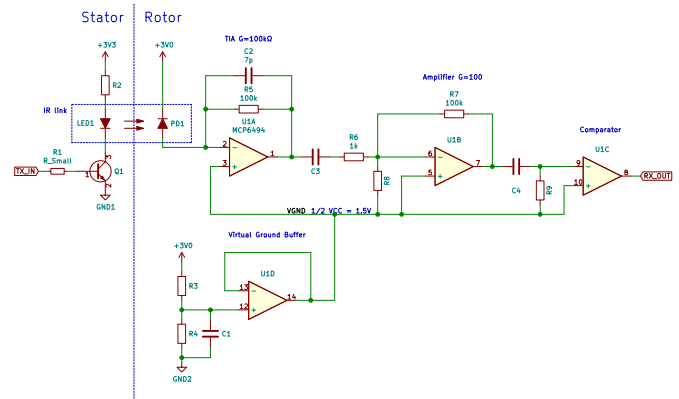 Stator
Rotor
+3V3
+3V0
TIA G=100kΩ
C2
7p
R5
100k
U1A
MCP6494
R2
IR link
LED1
PD1
Amplifier G=100
R7
100k
U1B
Comparator
U1C
R1
R_Small
TX_IN
1
3
2
Q1
GND1
2
3
1
C3
R6
1k
R8
6
5
7
C4
R9
9
10
8
RX_OUT
VGND 1/2 VCC = 1.5V
Virtual Ground Buffer
+3V0
R3
U1D
13
12
14
R4
C1
GND2